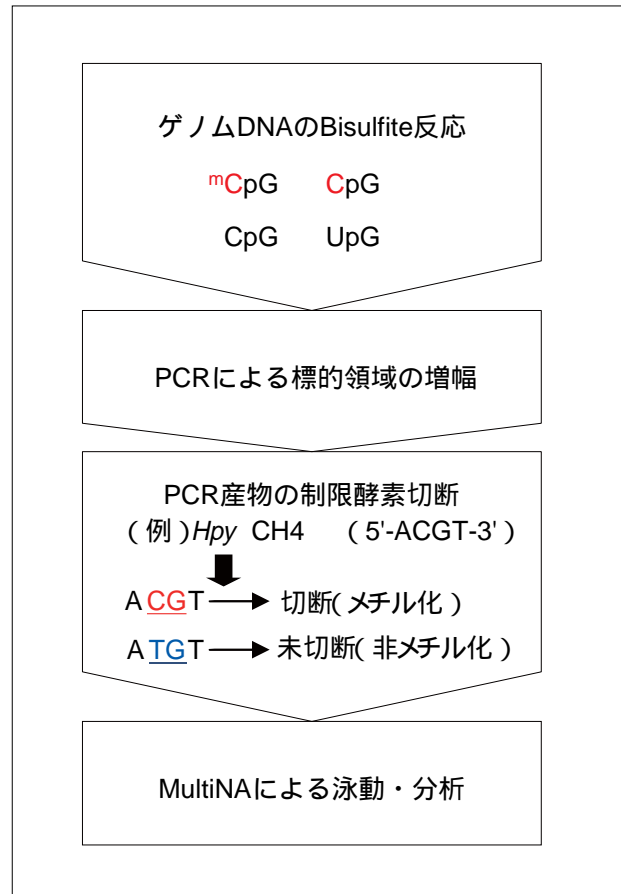 ゲノムDNAのBisulfite反応
mCpG CpG
CpG UpG
PCRによる標的領域の増幅
PCR産物の制限酵素切断
(例)Hpy CH4 (5'-ACGT-3')
ACGT 切断(メチル化)
ATGT 未切断(非メチル化)
MultiNAによる泳動・分析